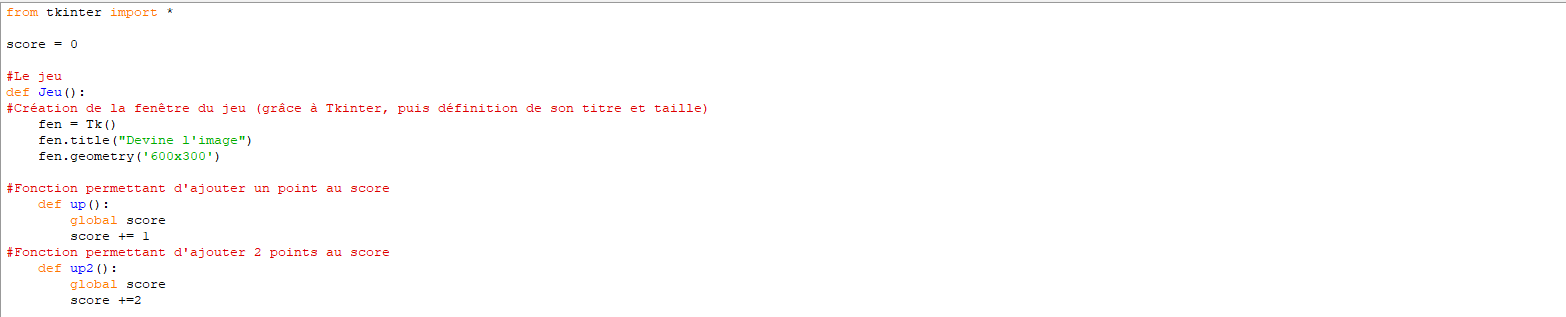 from tkinter import *
score = 0
#Le jeu
def Jeu():
#Création de la fenêtre du jeu (grâce à Tkinter, puis définition de son titre et taille)
    fen = Tk()
    fen.title("Devine l'image")
    fen.geometry('600x300')
#Fonction permettant d'ajouter un point au score
    def up():
        global score
        score += 1
#Fonction permettant d'ajouter 2 points au score
    def up2():
        global score
        score +=2